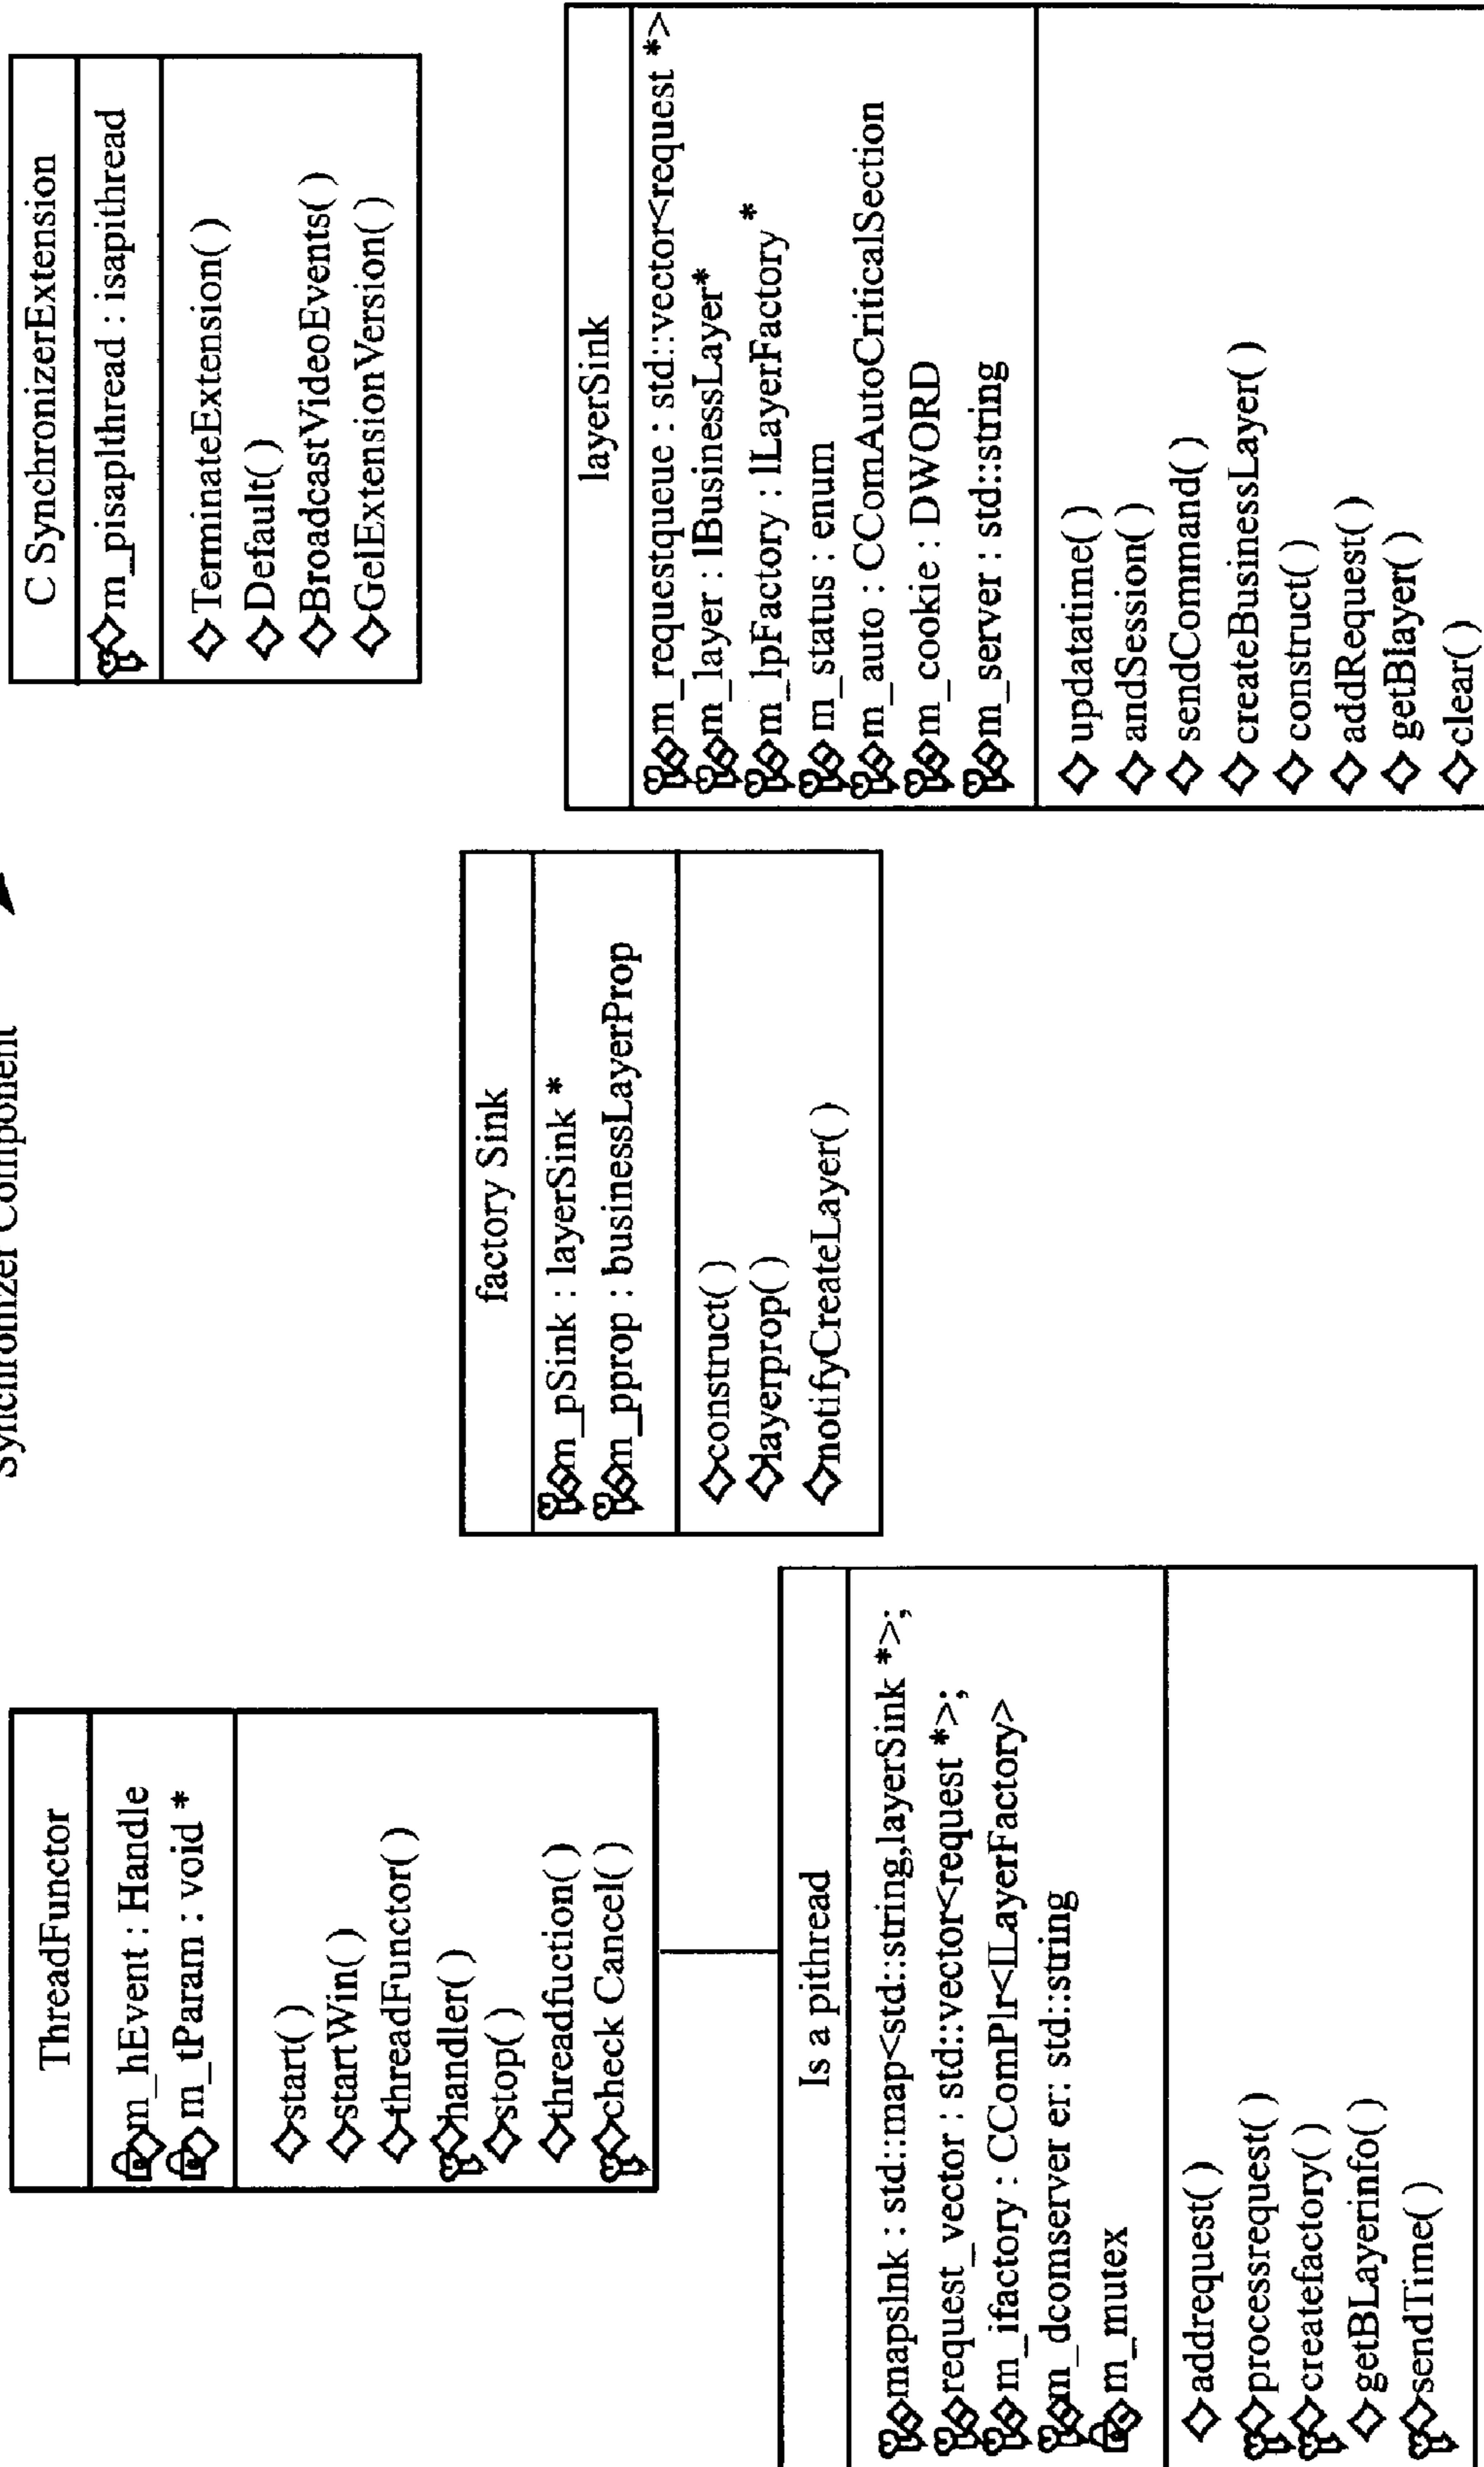 Synchronizer Component
ThreadFunctor
m_hEvent : Handle
m_tParam : void *
start( )
startWin( )
threadFunctor( )
handler( )
stop( )
threadfuction( )
check Cancel( )
Is a pithread
mapslnk : std::map<std::string,layerSink *>;
request_vector : std::vector<request *>;
m_ifactory : CComPlr<ILayerFactory>
m_dcomserver er: std::string
m_mutex
addrequest( )
processrequest( )
createfactory( )
getBLayerinfo( )
sendTime( )
factory Sink
m_pSink : layerSink *
m_pprop : businessLayerProp
construct( )
layerprop( )
notifyCreateLayer( )
C SynchronizerExtension
m_pisaplthread : isapithread
TerminateExtension( )
Default( )
BroadcastVideoEvents( )
GelExtensionVersion( )
layerSink
m_requestqueue : std::vector<request *>
m_layer : lBusinessLayer*
m_lpFactory : lLayerFactory *
m_status : enum
m_auto : CComAutoCriticalSection
m_cookie : DWORD
m_server : std::string
updatatime( )
andSession( )
sendCommand( )
createBusinessLayer( )
construct( )
addRequest( )
getBlayer( )
clear( )